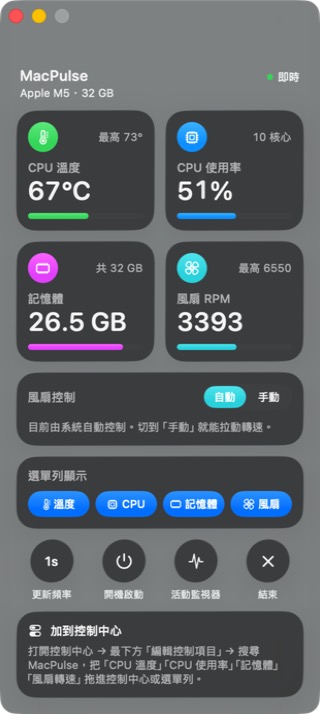 MacPulse
即時
Apple M5 · 32 GB
最高 73°
CPU 溫度
67°C
10 核心
CPU 使用率
51%
共 32 GB
記憶體
26.5 GB
最高 6550
風扇 RPM
3393
風扇控制
自動
手動
目前由系統自動控制。切到「手動」就能拉動轉速。
選單列顯示
溫度
CPU
記憶體
風扇
1s
更新頻率
開機啟動
活動監視器
結束
加到控制中心
打開控制中心 → 最下方「編輯控制項目」→ 搜尋
MacPulse，把「CPU 溫度」「CPU 使用率」「記憶體」
「風扇轉速」拖進控制中心或選單列。